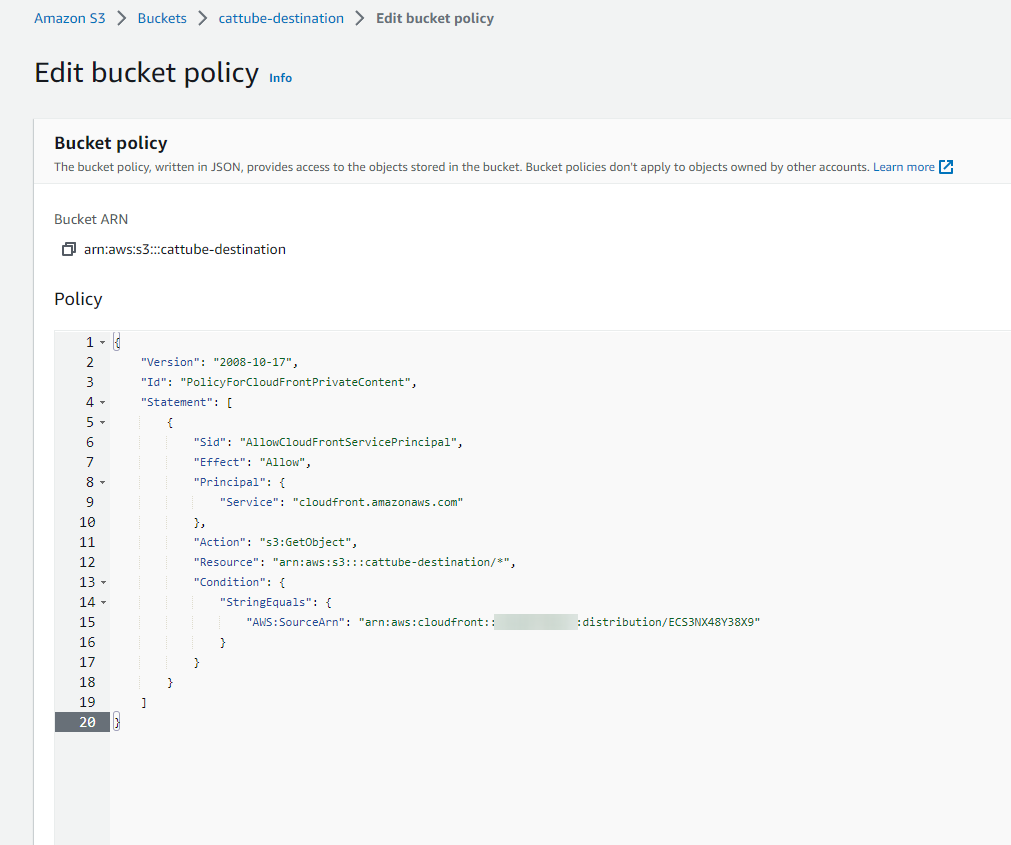 Amazon S3 > Buckets > cattube-destination > Edit bucket policy
Edit bucket policy Info
Bucket policy
The bucket policy, written in JSON, provides access to the objects stored in the bucket. Bucket policies don't apply to objects owned by other accounts. Learn more
Bucket ARN
arn:aws:s3:::cattube-destination
Policy
1 {
2 "Version": "2008-10-17",
3 "Id": "PolicyForCloudFrontPrivateContent",
4 "Statement": [
5 {
6 "Sid": "AllowCloudFrontServicePrincipal",
7 "Effect": "Allow",
8 "Principal": {
9 "Service": "cloudfront.amazonaws.com"
10 },
11 "Action": "s3:GetObject",
12 "Resource": "arn:aws:s3:::cattube-destination/*",
13 "Condition": {
14 "StringEquals": {
15 "AWS:SourceArn": "arn:aws:cloudfront:: :distribution/ECS3NX48Y38X9"
16 }
17 }
18 }
19 ]
20 }